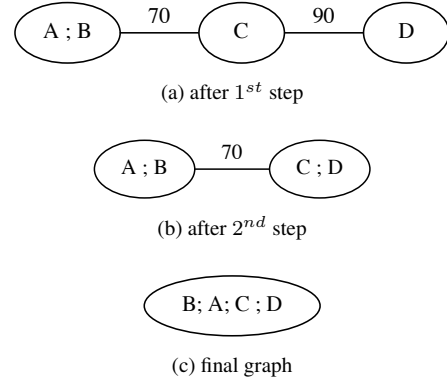 70 90
A ; B C D
(a) after 1st step
70
A ; B C ; D
(b) after 2nd step
B; A; C ; D
(c) final graph